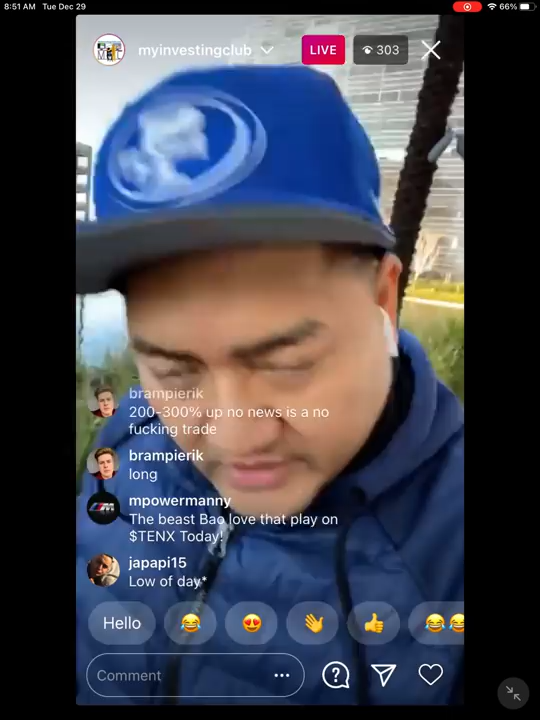 8:51 AM Tue Dec 29
66%
myinvestingclub
LIVE
303
brampierik
200-300% up no news is a no
fucking trade
brampierik
long
mpowermanny
The beast Bao love that play on
$TENX Today!
japapi15
Low of day*
Hello
Comment